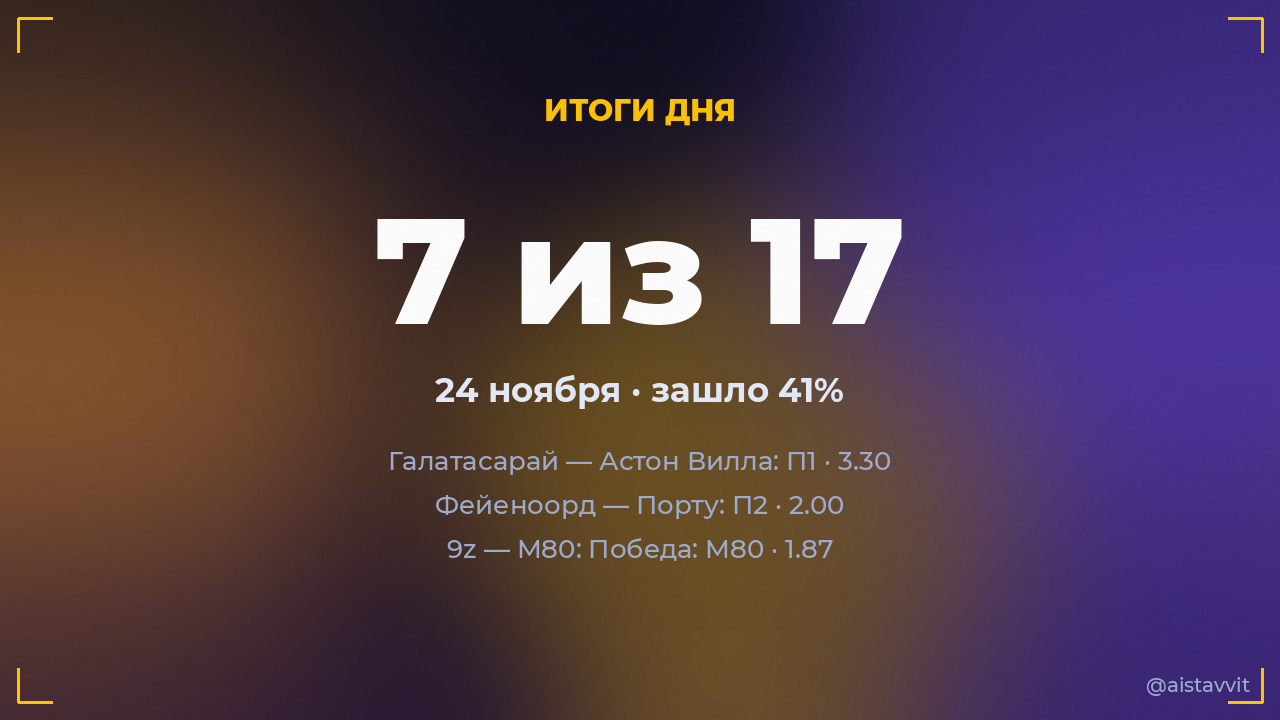 ИТОГИ ДНЯ
7 из 17
24 ноября · зашло 41%
Галатасарай — Астон Вилла: П1 · 3.30
Фейеноорд — Порту: П2 · 2.00
9z — M80: Победа: M80 · 1.87
@aistavvit